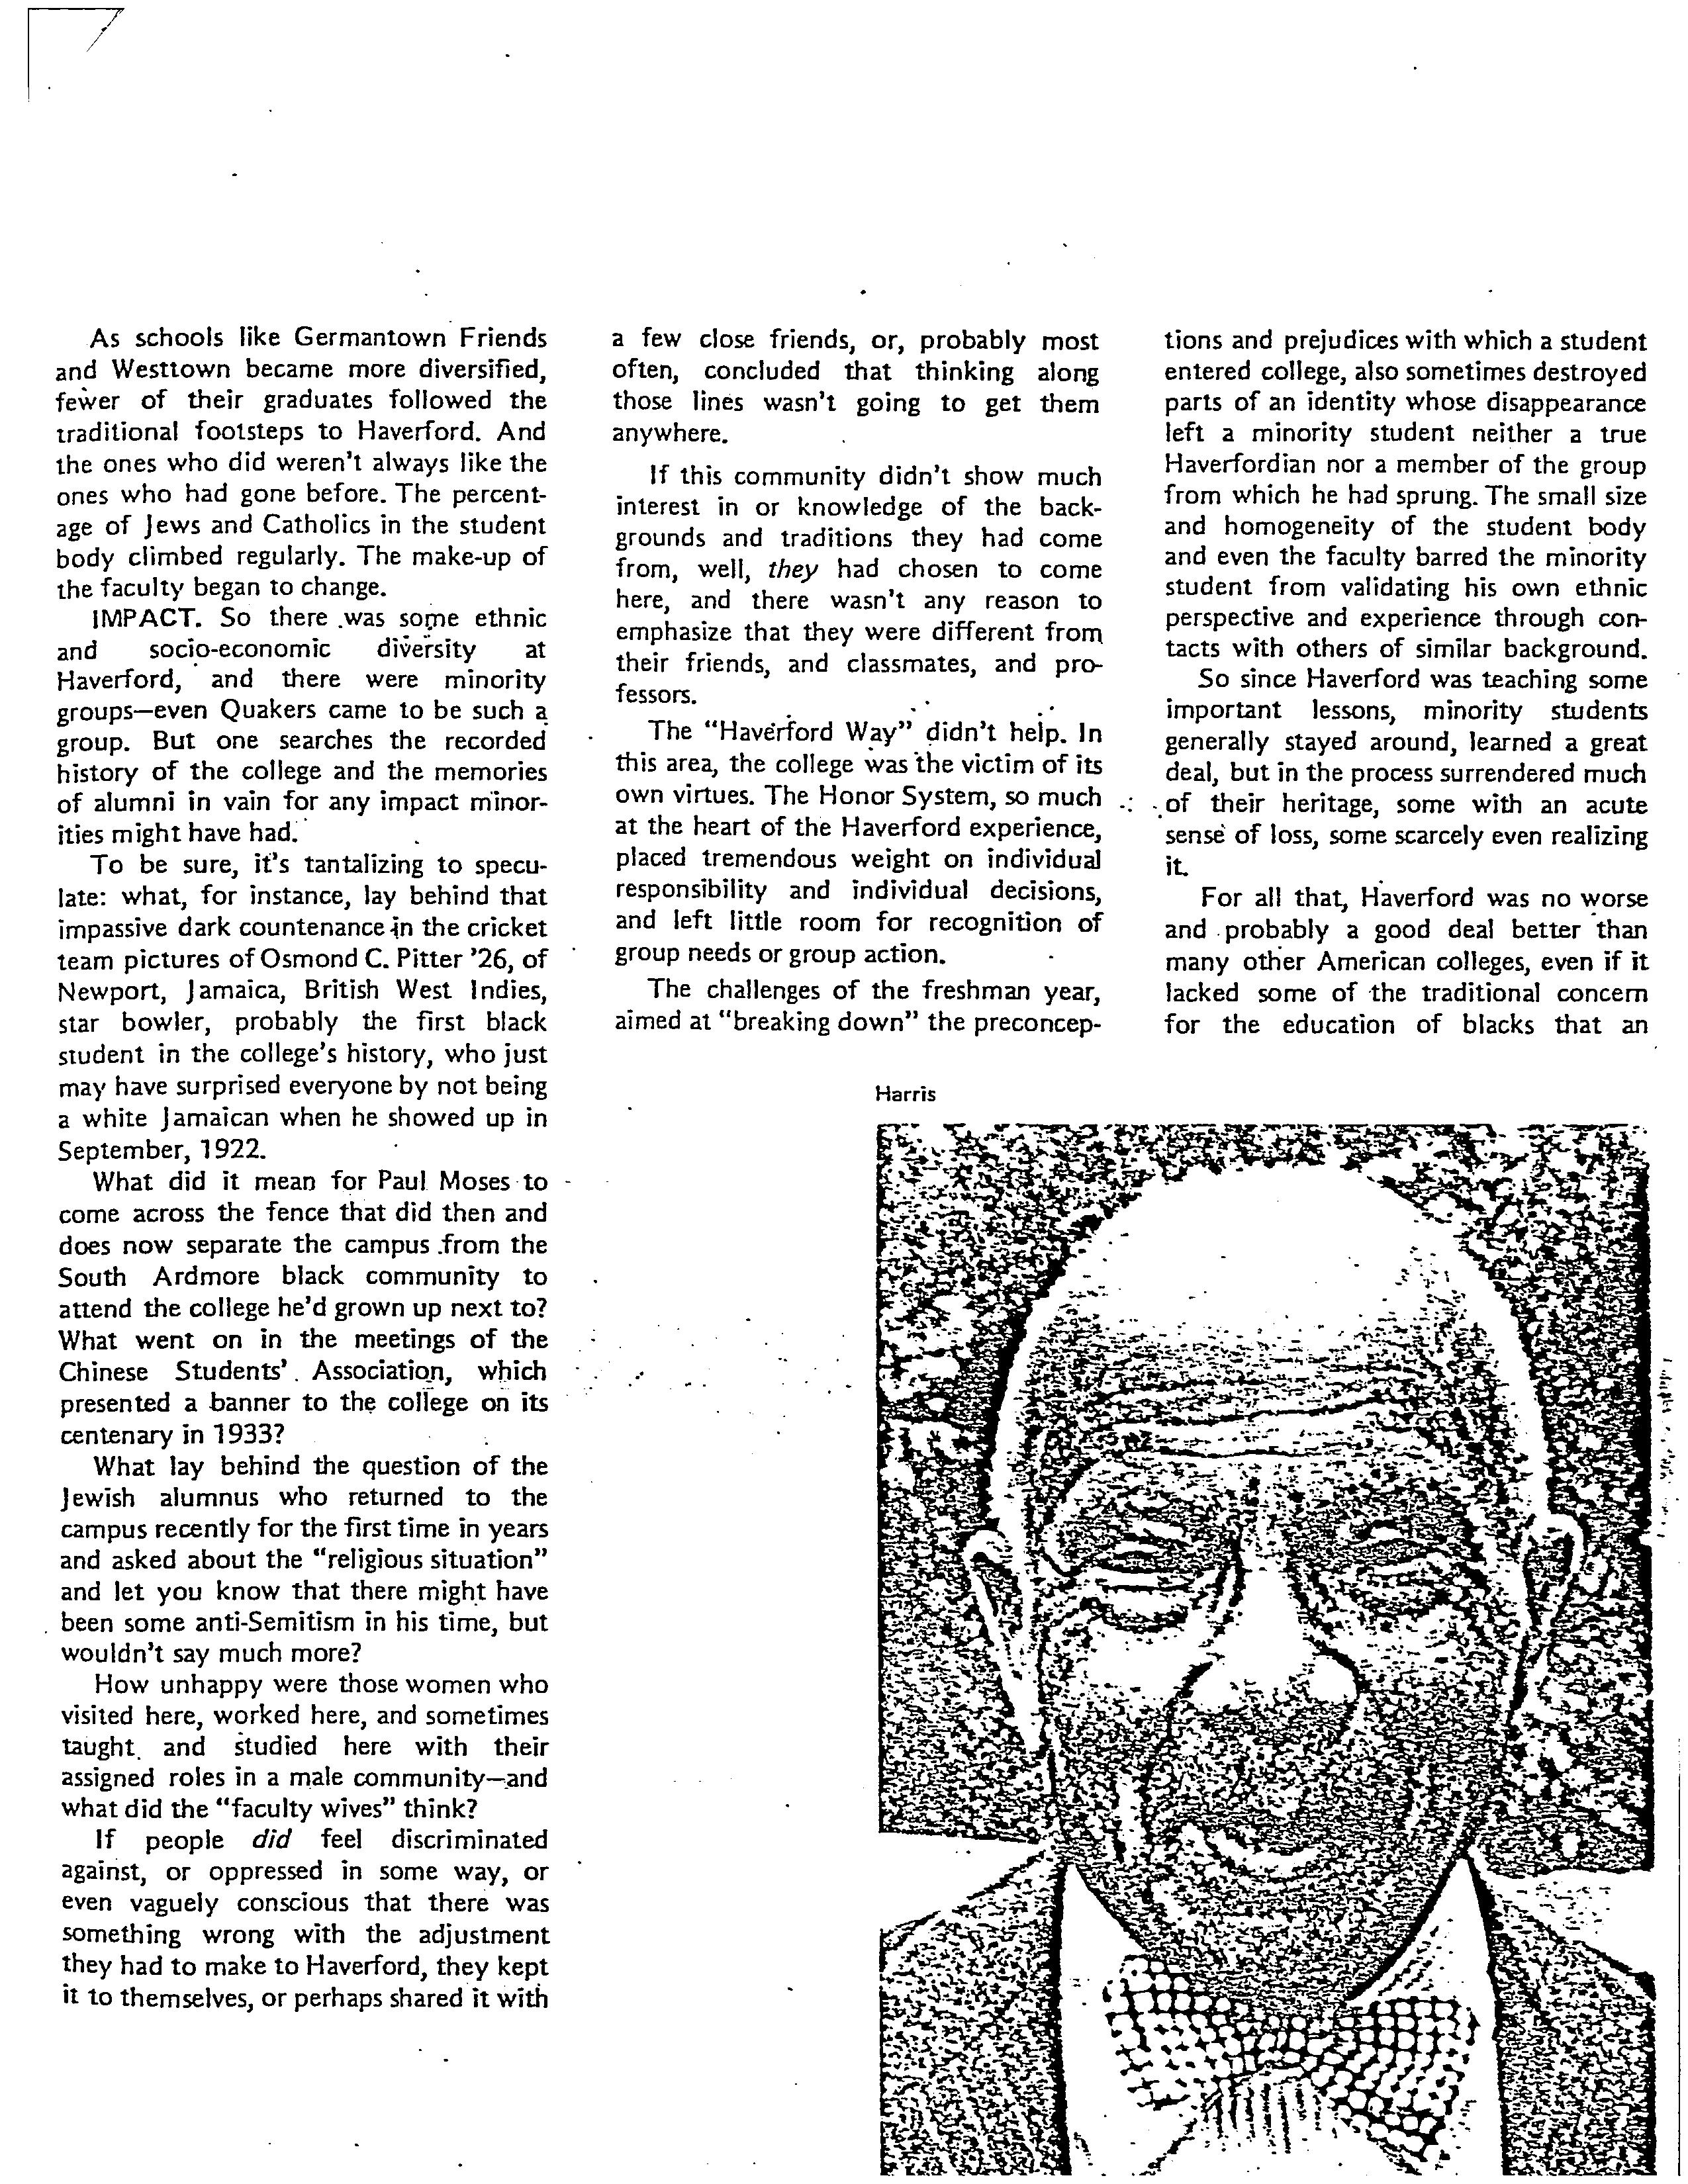 As schools like Germantown Friends
and Westtown became more diversified,
fewer of their graduates followed the
traditional footsteps to Haverford. And
the ones who did weren't always like the
ones who had gone before. The percent-
age of Jews and Catholics in the student
body climbed regularly. The make-up of
the faculty began to change.
IMPACT. So there was some ethnic
and socio-economic diversity at
Haverford, and there were minority
groups—even Quakers came to be such a
group. But one searches the recorded
history of the college and the memories
of alumni in vain for any impact minor-
ities might have had.
To be sure, it's tantalizing to specu-
late: what, for instance, lay behind that
impassive dark countenance in the cricket
team pictures of Osmond C. Pitter '26, of
Newport, Jamaica, British West Indies,
star bowler, probably the first black
student in the college's history, who just
may have surprised everyone by not being
a white Jamaican when he showed up in
September, 1922.
What did it mean for Paul Moses to
come across the fence that did then and
does now separate the campus from the
South Ardmore black community to
attend the college he'd grown up next to?
What went on in the meetings of the
Chinese Students' Association, which
presented a banner to the college on its
centenary in 1933?
What lay behind the question of the
Jewish alumnus who returned to the
campus recently for the first time in years
and asked about the "religious situation"
and let you know that there might have
been some anti-Semitism in his time, but
wouldn't say much more?
How unhappy were those women who
visited here, worked here, and sometimes
taught and studied here with their
assigned roles in a male community—and
what did the "faculty wives" think?
If people did feel discriminated
against, or oppressed in some way, or
even vaguely conscious that there was
something wrong with the adjustment
they had to make to Haverford, they kept
it to themselves, or perhaps shared it with
a few close friends, or, probably most
often, concluded that thinking along
those lines wasn't going to get them
anywhere.
If this community didn't show much
interest in or knowledge of the back-
grounds and traditions they had come
from, well, they had chosen to come
here, and there wasn't any reason to
emphasize that they were different from
their friends, and classmates, and pro-
fessors.
The "Haverford Way" didn't help. In
this area, the college was the victim of its
own virtues. The Honor System, so much
at the heart of the Haverford experience,
placed tremendous weight on individual
responsibility and individual decisions,
and left little room for recognition of
group needs or group action.
The challenges of the freshman year,
aimed at "breaking down" the preconcep-
tions and prejudices with which a student
entered college, also sometimes destroyed
parts of an identity whose disappearance
left a minority student neither a true
Haverfordian nor a member of the group
from which he had sprung. The small size
and homogeneity of the student body
and even the faculty barred the minority
student from validating his own ethnic
perspective and experience through con-
tacts with others of similar background.
So since Haverford was teaching some
important lessons, minority students
generally stayed around, learned a great
deal, but in the process surrendered much
of their heritage, some with an acute
sense of loss, some scarcely even realizing
it.
For all that, Haverford was no worse
and probably a good deal better than
many other American colleges, even if it
lacked some of the traditional concern
for the education of blacks that an
Harris